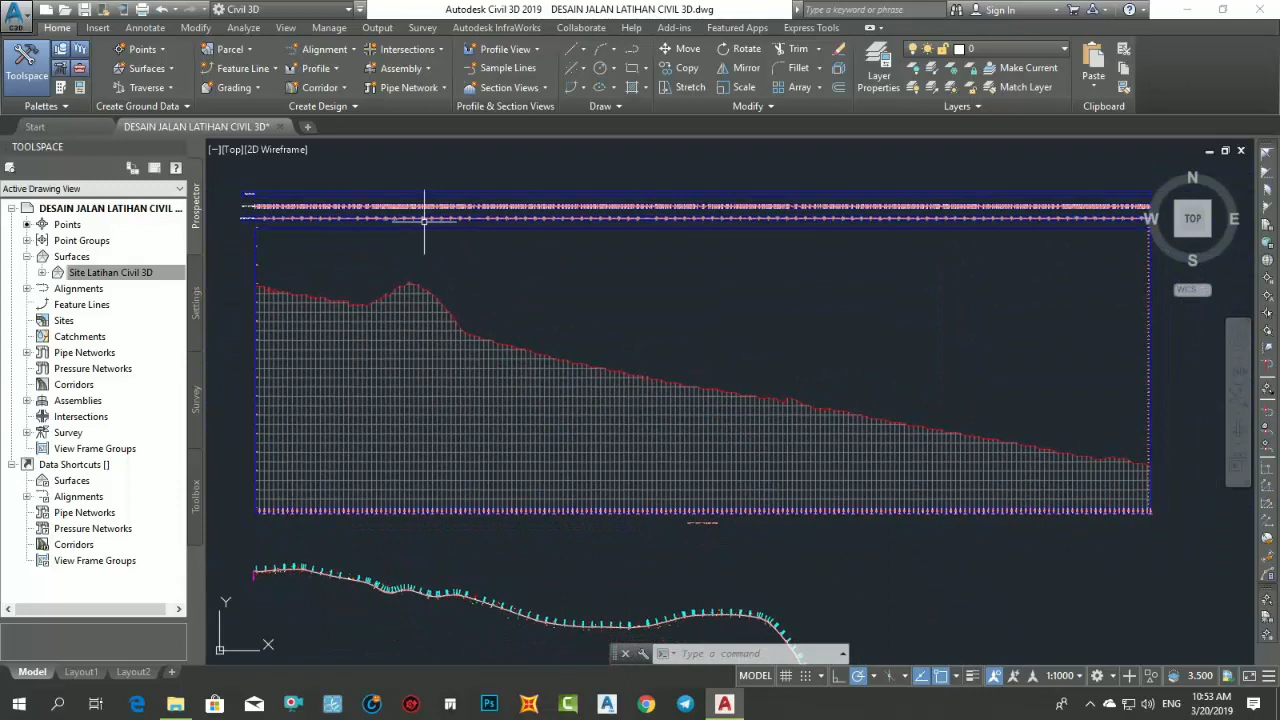 Civil 3D
Autodesk Civil 3D 2019 DESAIN JALAN LATIHAN CIVIL 3D.dwg
Type a keyword or phrase
Sign In
Home Insert Annotate Modify Analyze View Manage Output Survey Autodesk InfraWorks Collaborate Help Add-ins Featured Apps Express Tools
Toolspace
Points Parcel Alignment Intersections Profile View Move Rotate Trim 0
Surfaces Feature Line Profile Assembly Sample Lines Copy Mirror Fillet Make Current
Traverse Grading Corridor Pipe Network Section Views Stretch Scale Array Match Layer
Layer Properties
Paste
Palettes Create Ground Data Create Design Profile & Section Views Draw Modify Layers Clipboard
Start DESAIN JALAN LATIHAN CIVIL 3D*
TOOLSPACE
[−][Top][2D Wireframe]
Active Drawing View
DESAIN JALAN LATIHAN CIVIL ...
Points
Point Groups
Surfaces
Site Latihan Civil 3D
Alignments
Feature Lines
Sites
Catchments
Pipe Networks
Pressure Networks
Corridors
Assemblies
Intersections
Survey
View Frame Groups
Data Shortcuts []
Surfaces
Alignments
Pipe Networks
Pressure Networks
Corridors
View Frame Groups
Prospector
Settings
Survey
Toolbox
N
W TOP E
S
WCS
Y
X
Type a command
Model Layout1 Layout2 +
MODEL 1:1000 3.500
ENG
10:53 AM
3/20/2019